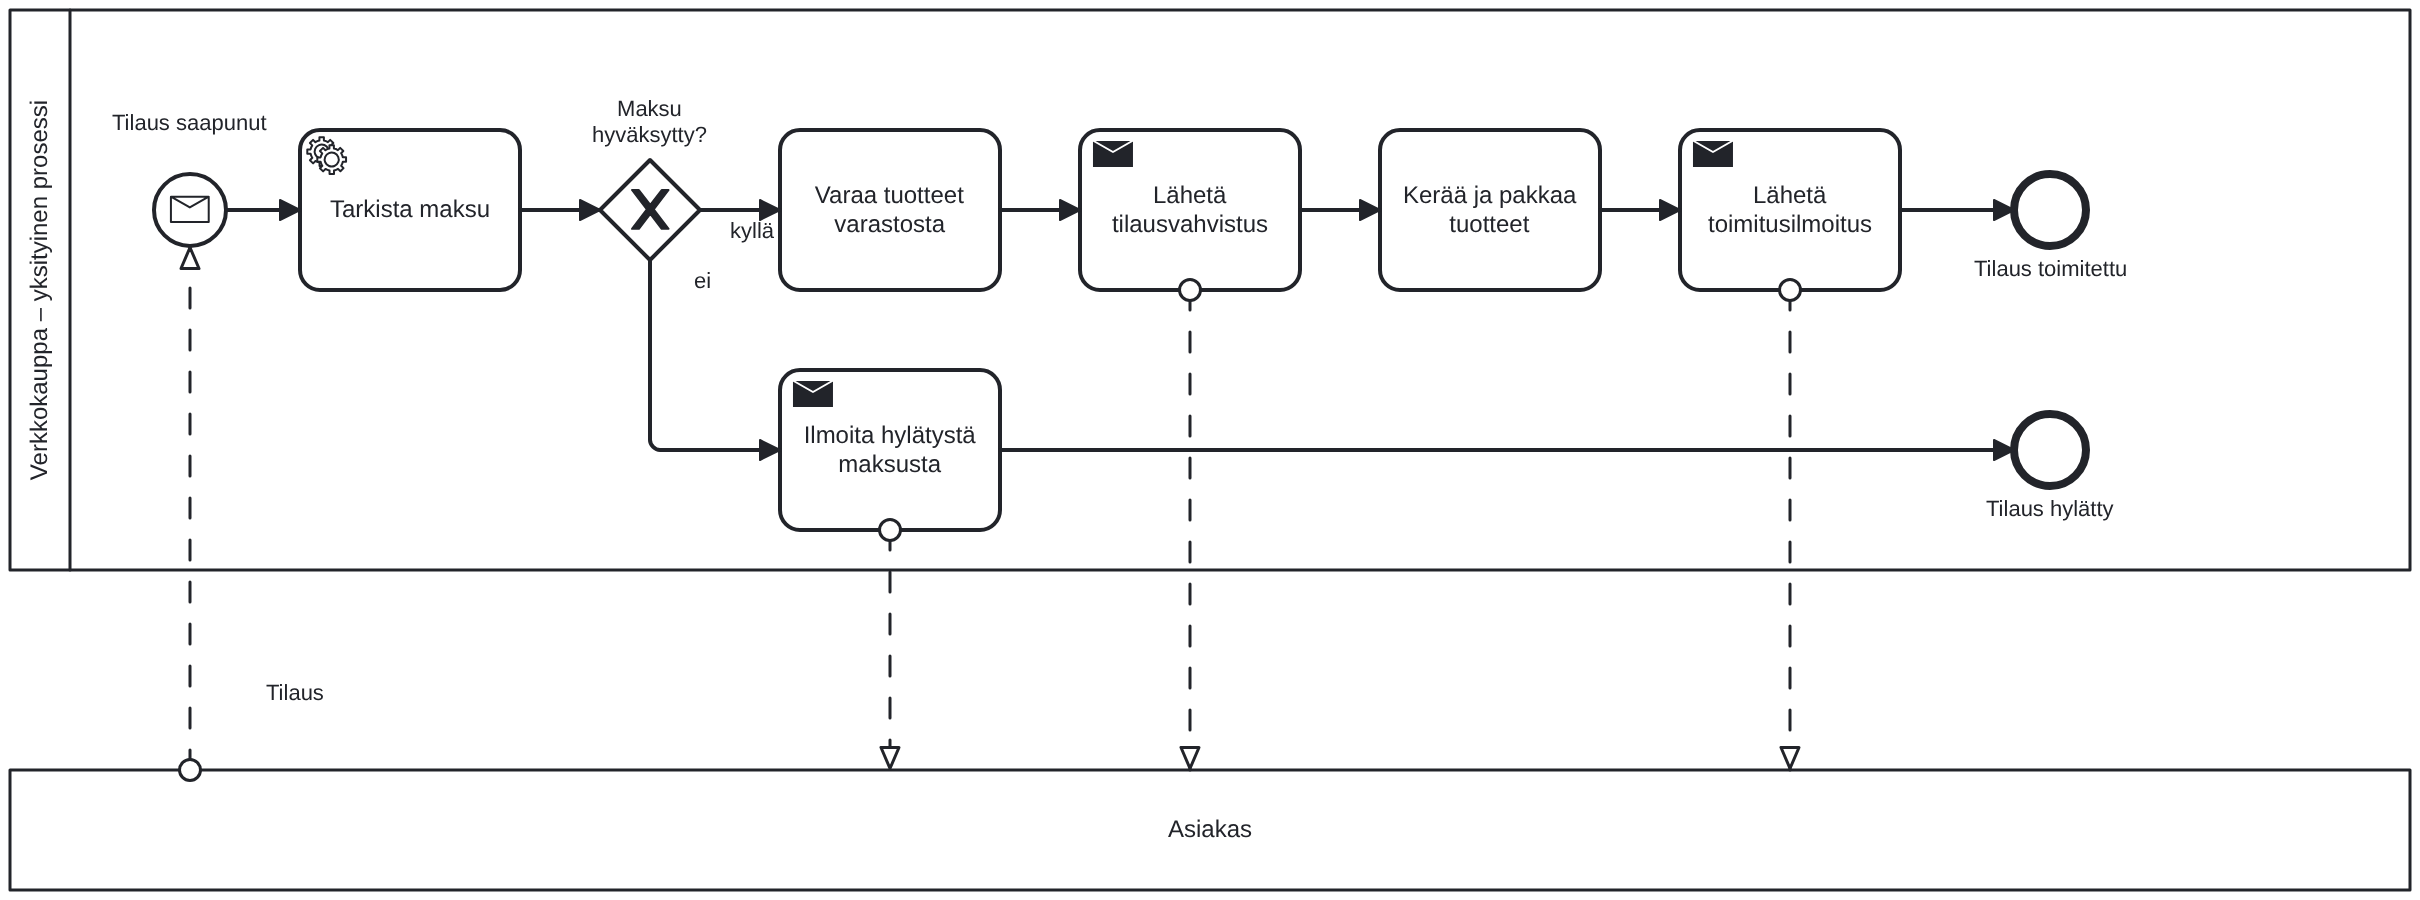 Verkkokauppa – yksityinen prosessi
Tilaus saapunut
Tarkista maksu
Maksu
hyväksytty?
kyllä
ei
Varaa tuotteet
varastosta
Lähetä
tilausvahvistus
Kerää ja pakkaa
tuotteet
Lähetä
toimitusilmoitus
Tilaus toimitettu
Ilmoita hylätystä
maksusta
Tilaus hylätty
Tilaus
Asiakas